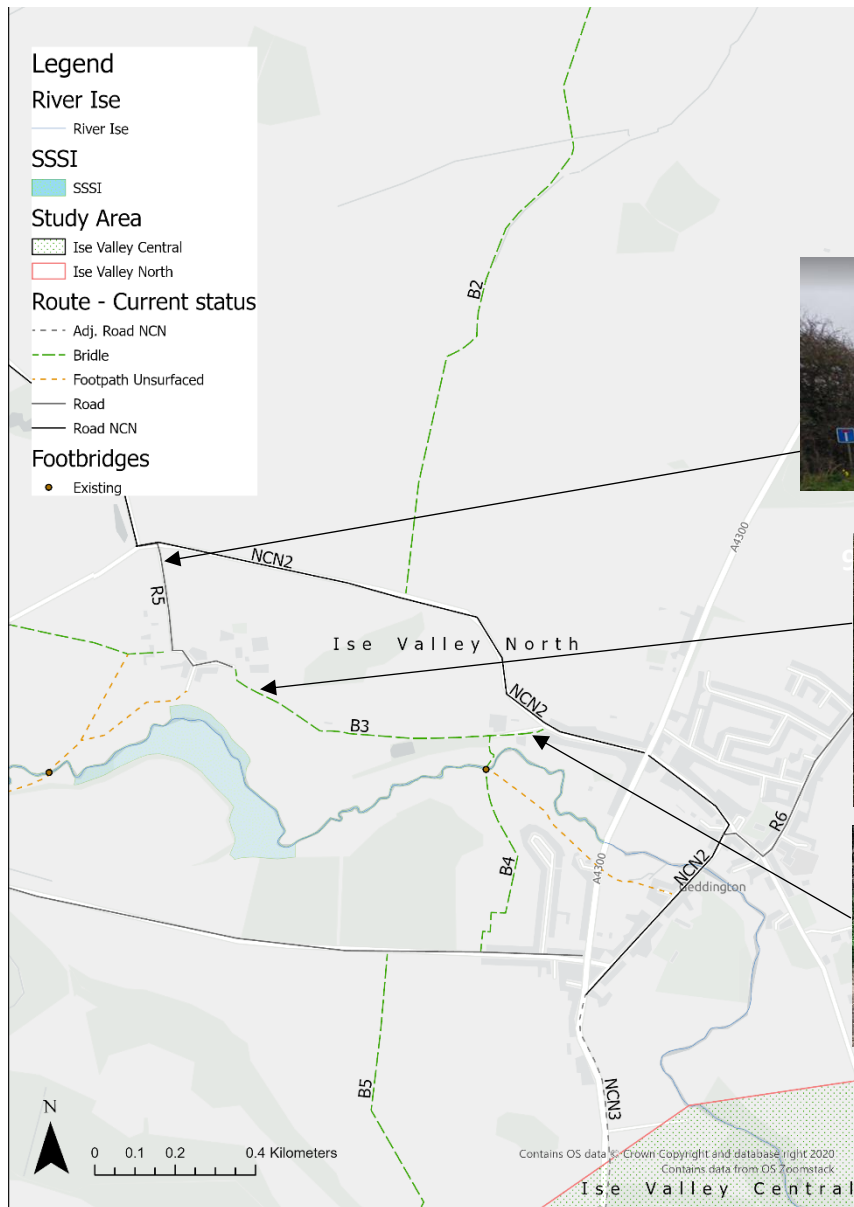 Legend
River Ise
River Ise
SSSI
SSSI
Study Area
Ise Valley Central
Ise Valley North
Route - Current status
Adj. Road NCN
Bridle
Footpath Unsurfaced
Road
Road NCN
Footbridges
Existing
B2
A4300
NCN2
R5
Ise Valley North
NCN2
B3
R6
B4
A4300
NCN2
Geddington
B5
NCN3
N
0 0.1 0.2 0.4 Kilometers
Contains OS data © Crown Copyright and database right 2020
Contains data from OS Zoomstack
Ise Valley Central